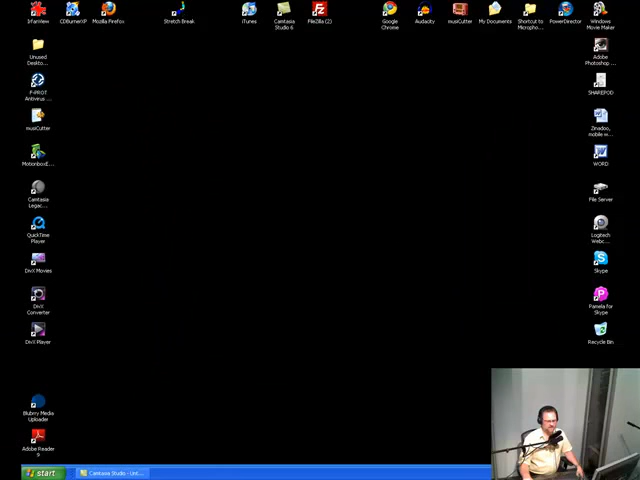 IrfanView
CDBurnerXP
Mozilla Firefox
Stretch Break
iTunes
Camtasia
Studio 6
FileZilla (2)
Google
Chrome
Audacity
musiCutter
My Documents
Shortcut to
Micropho...
PowerDirector
Windows
Movie Maker
Unused
Desktop...
Adobe
Photoshop ...
F-PROT
Antivirus ...
SHAREPOD
musiCutter
Zinadoo,
mobile w...
MotionboxE...
WORD
Camtasia
Legac...
File Server
QuickTime
Player
Logitech
Webc...
DivX Movies
Skype
DivX
Converter
Pamela for
Skype
DivX Player
Recycle Bin
Blubrry Media
Uploader
Adobe Reader
9
start
Camtasia Studio - Unt...